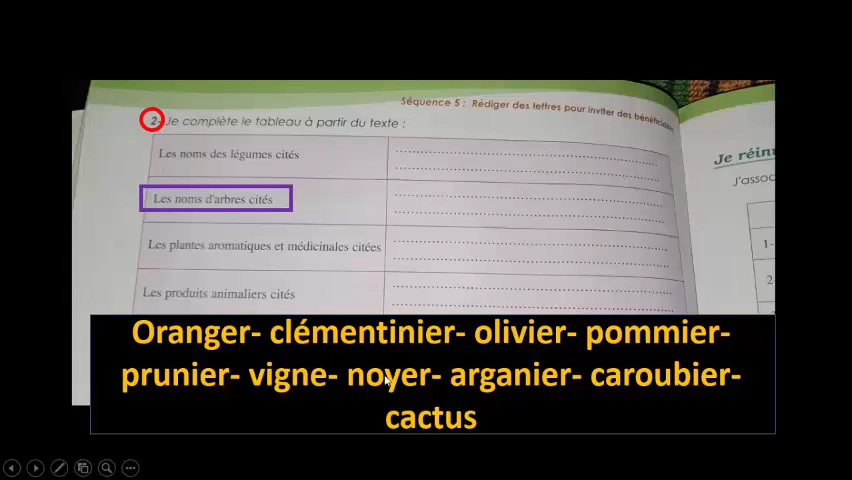 Séquence 5 : Rédiger des lettres pour inviter des bénéficiai
2- Je complète le tableau à partir du texte :
Je réin
J'assoc
Les noms des légumes cités
Les noms d'arbres cités
1-
Les plantes aromatiques et médicinales citées
2
Les produits animaliers cités
Oranger- clémentinier- olivier- pommier-
prunier- vigne- noyer- arganier- caroubier-
cactus